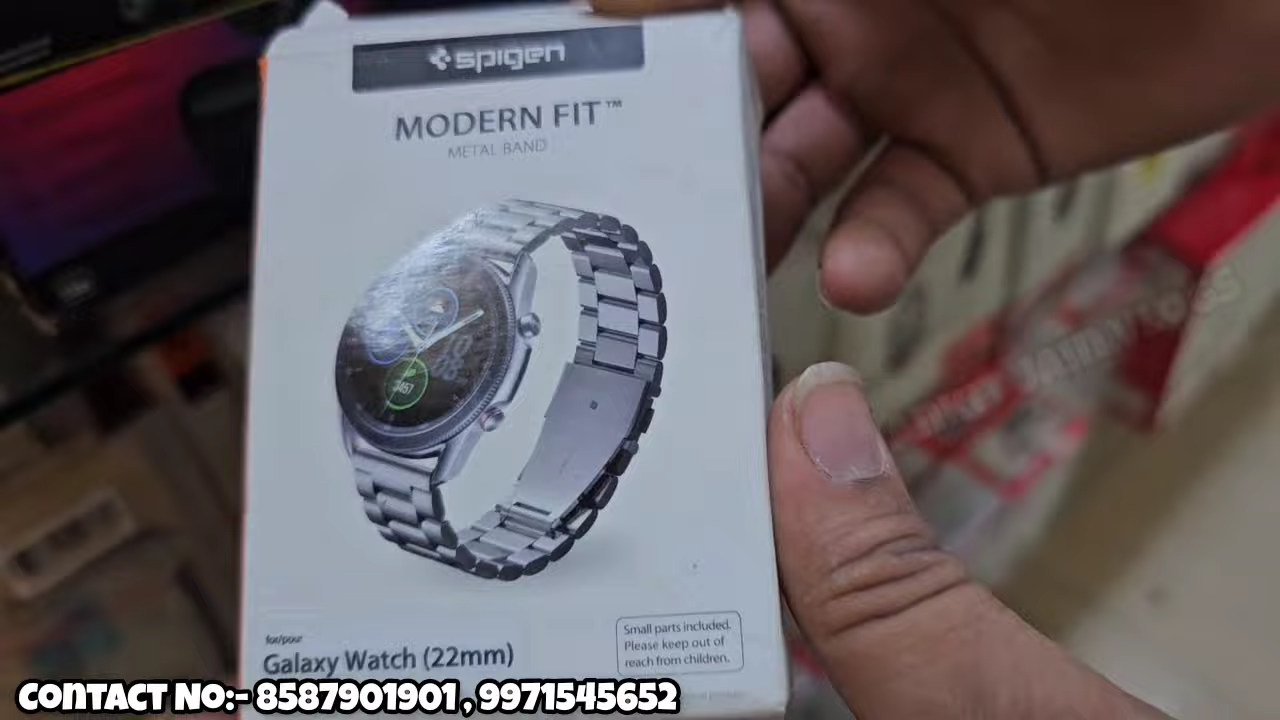 spigen
MODERN FIT™
METAL BAND
for/pour
Galaxy Watch (22mm)
Small parts included.
Please keep out of
reach from children.
CONTACT NO:- 8587901901 , 9971545652